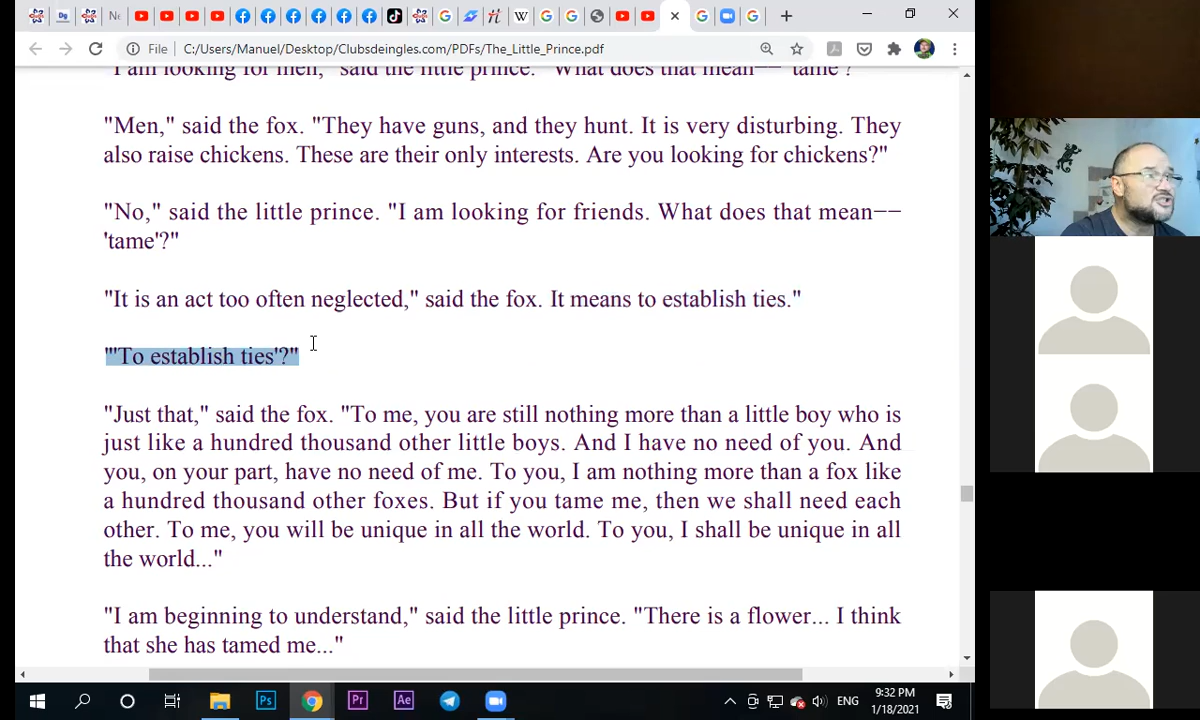 File C:/Users/Manuel/Desktop/Clubsdeingles.com/PDFs/The_Little_Prince.pdf
"I am looking for men," said the little prince. "What does that mean–– 'tame'?"
"Men," said the fox. "They have guns, and they hunt. It is very disturbing. They
also raise chickens. These are their only interests. Are you looking for chickens?"
"No," said the little prince. "I am looking for friends. What does that mean––
'tame'?"
"It is an act too often neglected," said the fox. It means to establish ties."
"'To establish ties'?"
"Just that," said the fox. "To me, you are still nothing more than a little boy who is
just like a hundred thousand other little boys. And I have no need of you. And
you, on your part, have no need of me. To you, I am nothing more than a fox like
a hundred thousand other foxes. But if you tame me, then we shall need each
other. To me, you will be unique in all the world. To you, I shall be unique in all
the world..."
"I am beginning to understand," said the little prince. "There is a flower... I think
that she has tamed me..."
Ps Pr Ae ENG 9:32 PM
1/18/2021